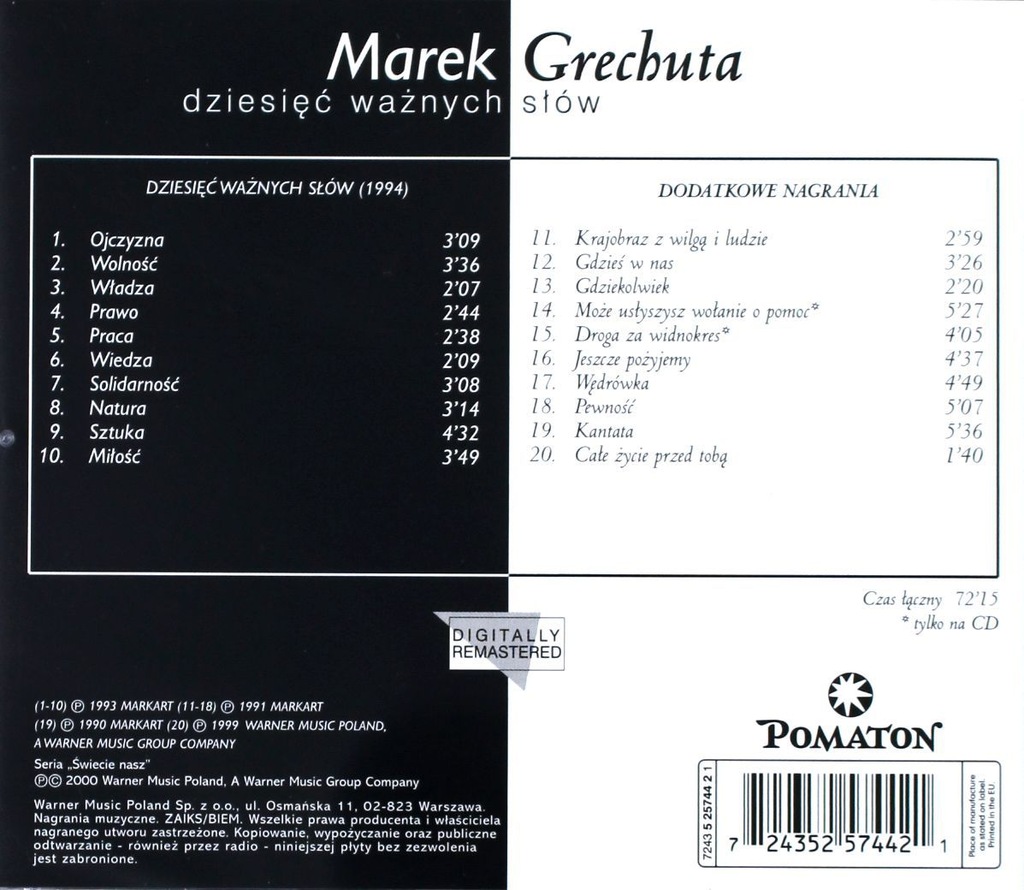 Marek Grechuta
dziesięć ważnych słów
DZIESIĘĆ WAŻNYCH SŁÓW (1994)
1. Ojczyzna 3'09
2. Wolność 3'36
3. Władza 2'07
4. Prawo 2'44
5. Praca 2'38
6. Wiedza 2'09
7. Solidarność 3'08
8. Natura 3'14
9. Sztuka 4'32
10. Miłość 3'49
DODATKOWE NAGRANIA
11. Krajobraz z wilgą i ludzie 2'59
12. Gdzieś w nas 3'26
13. Gdziekolwiek 2'20
14. Może usłyszysz wołanie o pomoc* 5'27
15. Droga za widnokres* 4'05
16. Jeszcze pożyjemy 4'37
17. Wędrówka 4'49
18. Pewność 5'07
19. Kantata 5'36
20. Całe życie przed tobą 1'40
Czas łączny 72'15
* tylko na CD
DIGITALLY
REMASTERED
(1-10) ℗ 1993 MARKART (11-18) ℗ 1991 MARKART
(19) ℗ 1990 MARKART (20) ℗ 1999 WARNER MUSIC POLAND,
A WARNER MUSIC GROUP COMPANY
Seria „Świecie nasz"
℗© 2000 Warner Music Poland, A Warner Music Group Company
Warner Music Poland Sp. z o.o., ul. Osmańska 11, 02-823 Warszawa.
Nagrania muzyczne. ZAIKS/BIEM. Wszelkie prawa producenta i właściciela
nagranego utworu zastrzeżone. Kopiowanie, wypożyczanie oraz publiczne
odtwarzanie - również przez radio - niniejszej płyty bez zezwolenia
jest zabronione.
POMATON
7243 5 25744 2 1
7 24352 57442 1
Place of manufacture
as stated on label.
Printed in the EU.